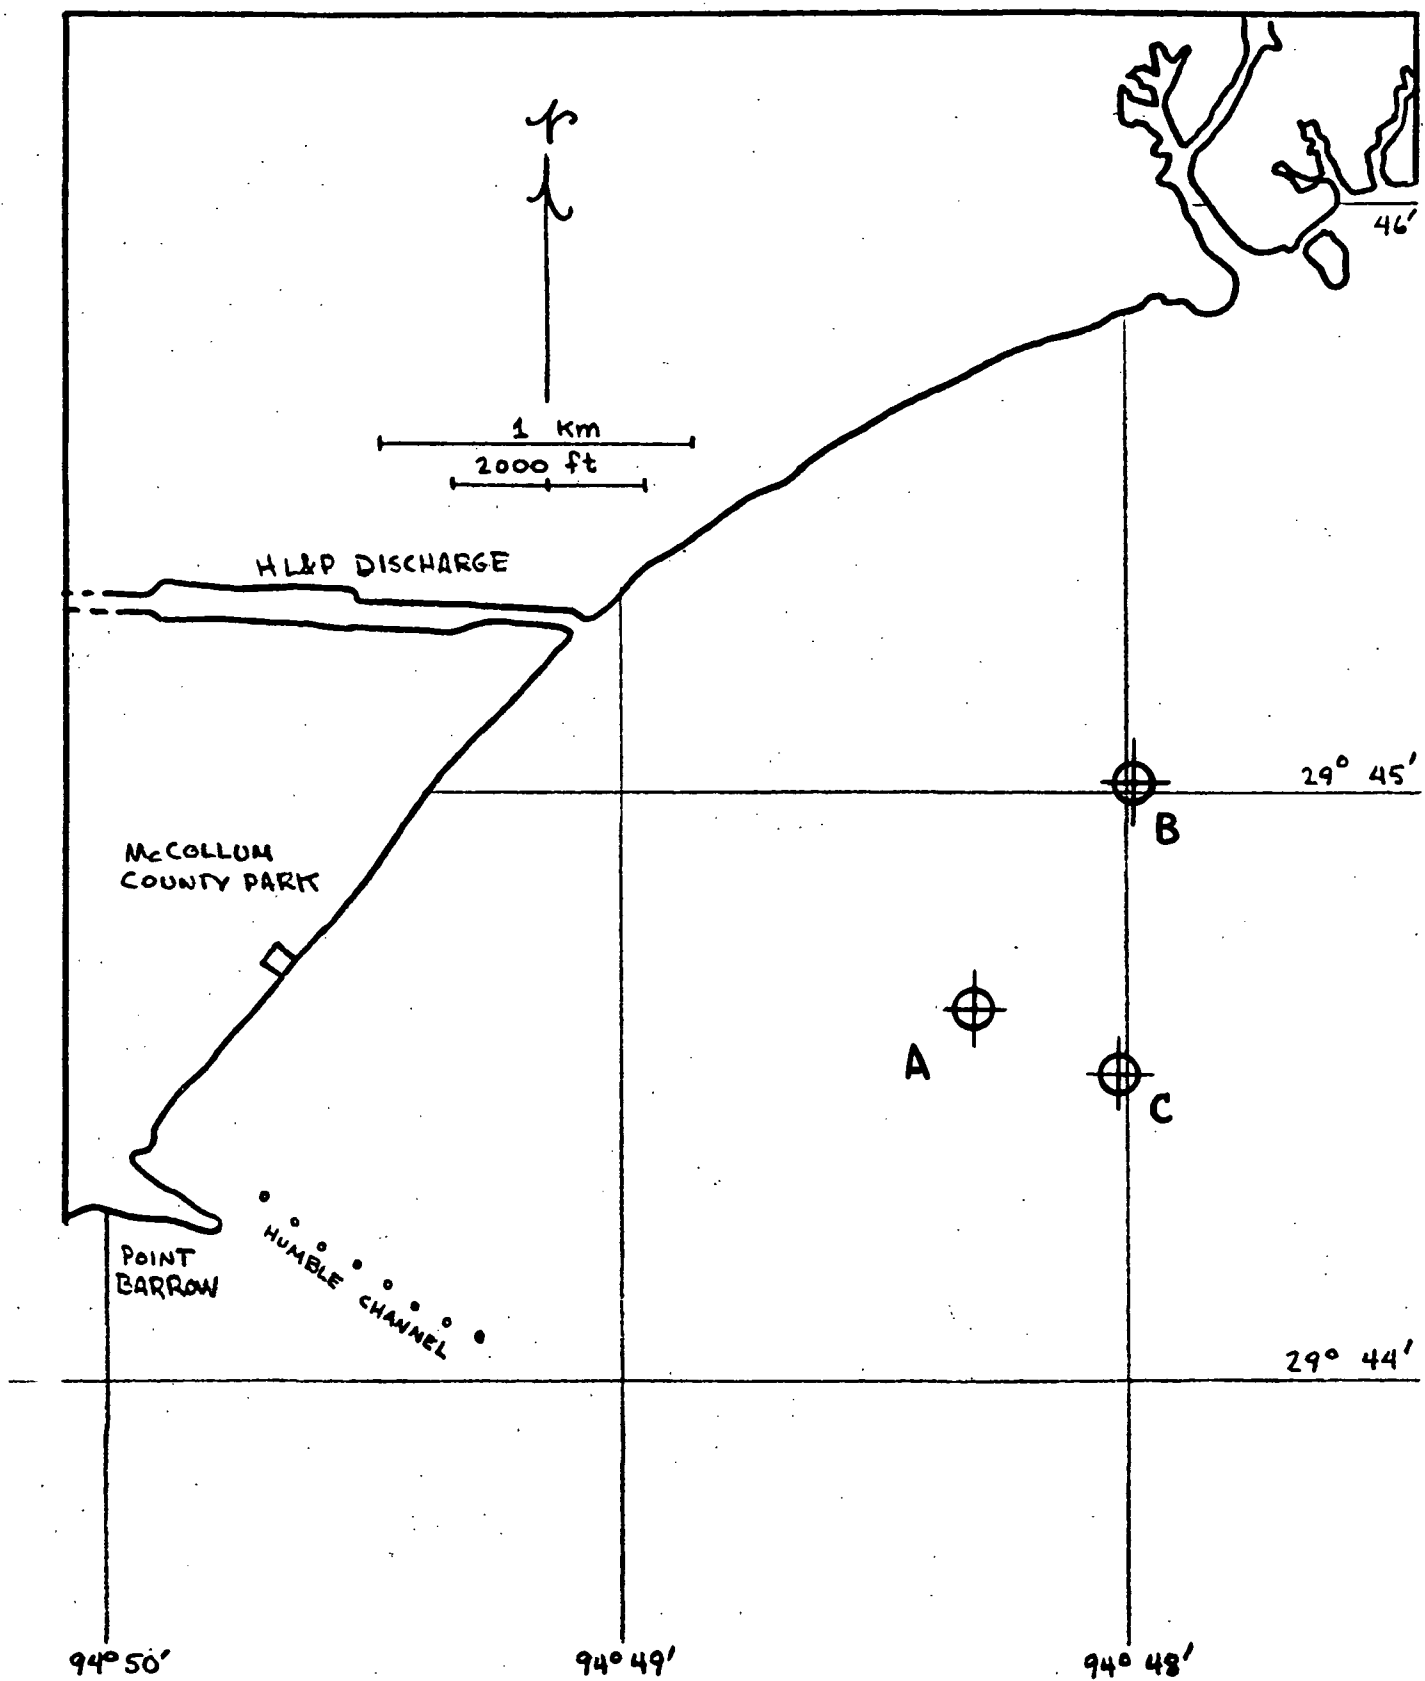 N
46'
1 Km
2000 ft
HL&P DISCHARGE
29° 45'
B
McCOLLUM
COUNTY PARK
A
C
HUMBLE CHANNEL
POINT
BARROW
29° 44'
94° 50'
94° 49'
94° 48'